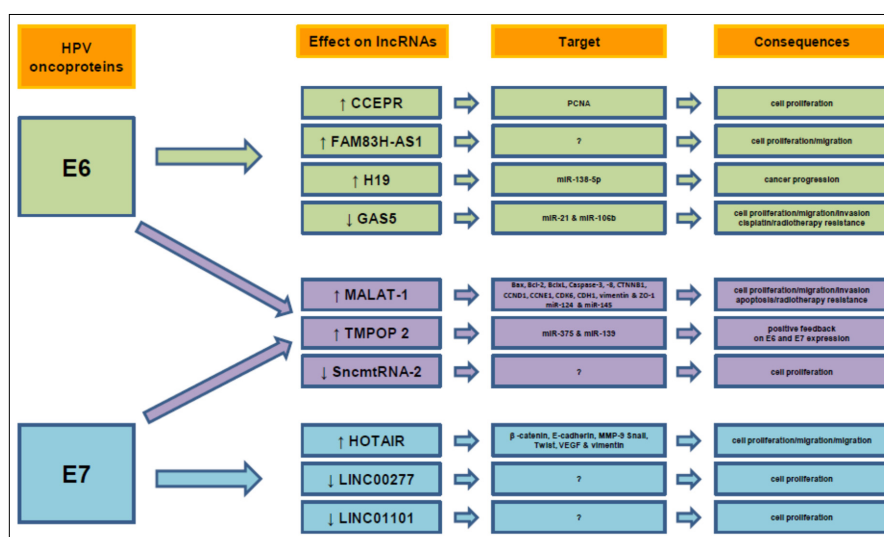 HPV
oncoproteins
Effect on lncRNAs
Target
Consequences
E6
↑ CCEPR
PCNA
cell proliferation
↑ FAM83H-AS1
?
cell proliferation/migration
↑ H19
miR-138-5p
cancer progression
↓ GAS5
miR-21 & miR-106b
cell proliferation/migration/invasion
cisplatin/radiotherapy resistance
↑ MALAT-1
Bax, Bcl-2, BclxL, Caspase-3, -8, CTNNB1,
CCND1, CCNE1, CDK6, CDH1, vimentin & ZO-1
miR-124 & miR-145
cell proliferation/migration/invasion
apoptosis/radiotherapy resistance
↑ TMPOP 2
miR-375 & miR-139
positive feedback
on E6 and E7 expression
↓ SncmtRNA-2
?
cell proliferation
E7
↑ HOTAIR
β -catenin, E-cadherin, MMP-9 Snail,
Twist, VEGF & vimentin
cell proliferation/migration/migration
↓ LINC00277
?
cell proliferation
↓ LINC01101
?
cell proliferation